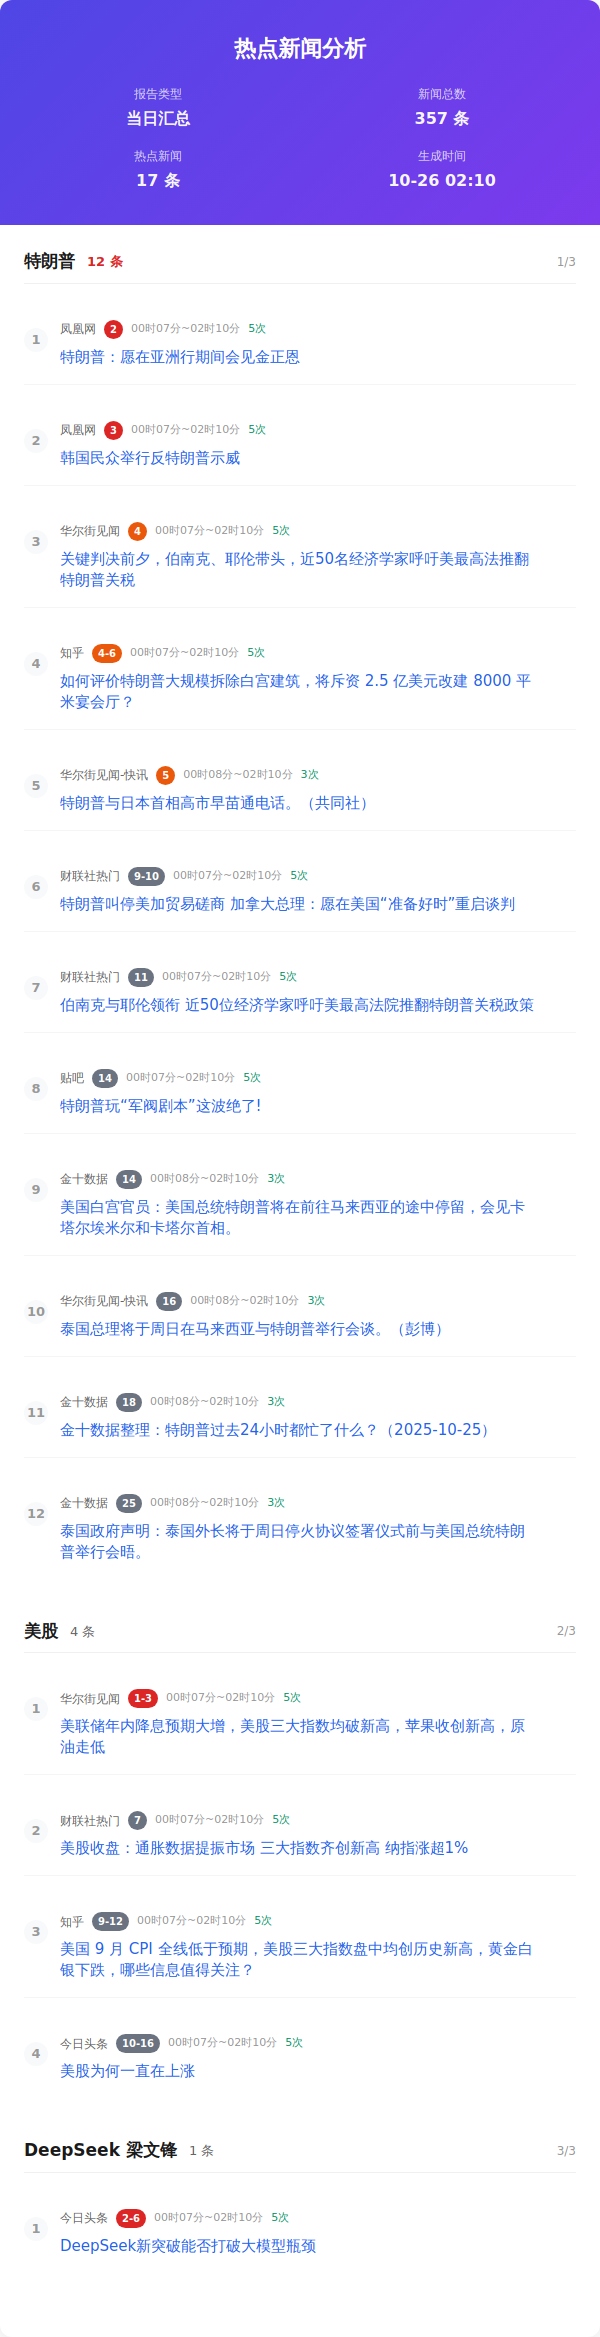 热点新闻分析
报告类型
新闻总数
当日汇总
357 条
热点新闻
生成时间
17 条
10-26 02:10
特朗普 12 条 1/3
1
凤凰网 2 00时07分~02时10分 5次
特朗普：愿在亚洲行期间会见金正恩
2
凤凰网 3 00时07分~02时10分 5次
韩国民众举行反特朗普示威
3
华尔街见闻 4 00时07分~02时10分 5次
关键判决前夕，伯南克、耶伦带头，近50名经济学家呼吁美最高法推翻
特朗普关税
4
知乎 4-6 00时07分~02时10分 5次
如何评价特朗普大规模拆除白宫建筑，将斥资 2.5 亿美元改建 8000 平
米宴会厅？
5
华尔街见闻-快讯 5 00时08分~02时10分 3次
特朗普与日本首相高市早苗通电话。（共同社）
6
财联社热门 9-10 00时07分~02时10分 5次
特朗普叫停美加贸易磋商 加拿大总理：愿在美国“准备好时”重启谈判
7
财联社热门 11 00时07分~02时10分 5次
伯南克与耶伦领衔 近50位经济学家呼吁美最高法院推翻特朗普关税政策
8
贴吧 14 00时07分~02时10分 5次
特朗普玩“军阀剧本”这波绝了!
9
金十数据 14 00时08分~02时10分 3次
美国白宫官员：美国总统特朗普将在前往马来西亚的途中停留，会见卡
塔尔埃米尔和卡塔尔首相。
10
华尔街见闻-快讯 16 00时08分~02时10分 3次
泰国总理将于周日在马来西亚与特朗普举行会谈。（彭博）
11
金十数据 18 00时08分~02时10分 3次
金十数据整理：特朗普过去24小时都忙了什么？（2025-10-25）
12
金十数据 25 00时08分~02时10分 3次
泰国政府声明：泰国外长将于周日停火协议签署仪式前与美国总统特朗
普举行会晤。
美股 4 条 2/3
1
华尔街见闻 1-3 00时07分~02时10分 5次
美联储年内降息预期大增，美股三大指数均破新高，苹果收创新高，原
油走低
2
财联社热门 7 00时07分~02时10分 5次
美股收盘：通胀数据提振市场 三大指数齐创新高 纳指涨超1%
3
知乎 9-12 00时07分~02时10分 5次
美国 9 月 CPI 全线低于预期，美股三大指数盘中均创历史新高，黄金白
银下跌，哪些信息值得关注？
4
今日头条 10-16 00时07分~02时10分 5次
美股为何一直在上涨
DeepSeek 梁文锋 1 条 3/3
1
今日头条 2-6 00时07分~02时10分 5次
DeepSeek新突破能否打破大模型瓶颈